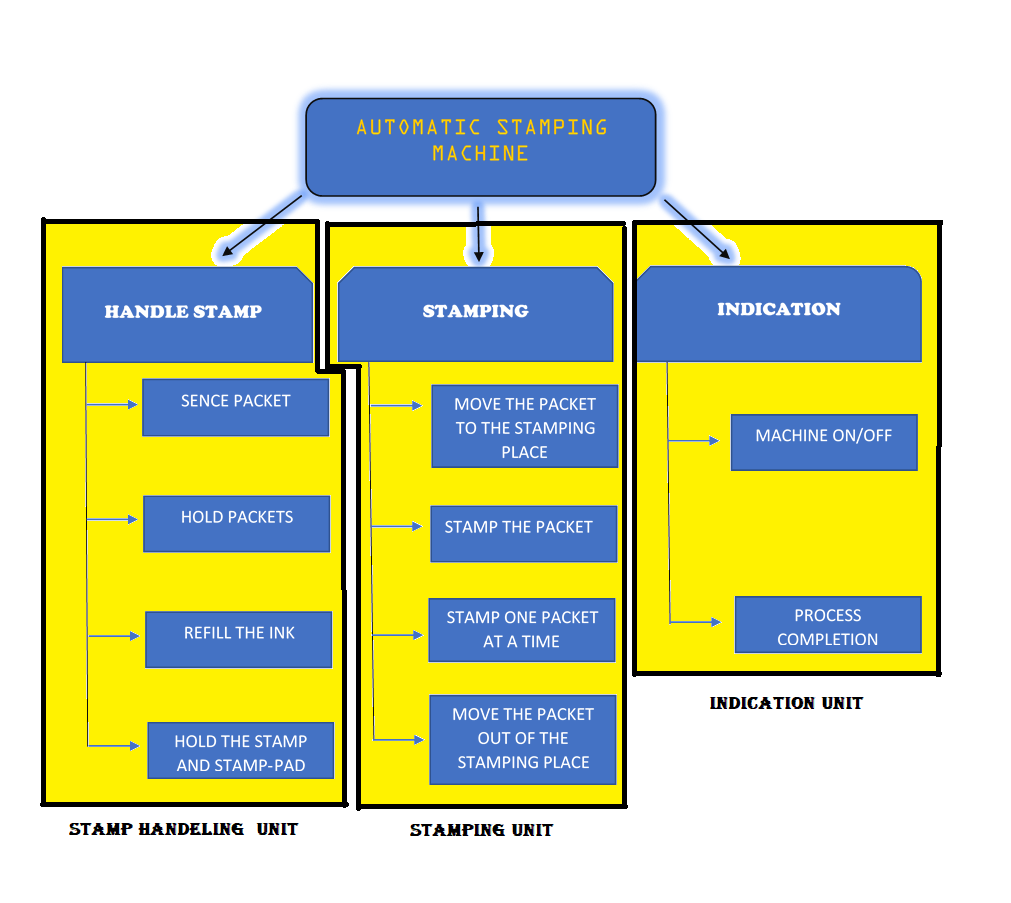 AUTOMATIC STAMPING
MACHINE
HANDLE STAMP
SENCE PACKET
HOLD PACKETS
REFILL THE INK
HOLD THE STAMP
AND STAMP-PAD
STAMP HANDELING UNIT
STAMPING
MOVE THE PACKET
TO THE STAMPING
PLACE
STAMP THE PACKET
STAMP ONE PACKET
AT A TIME
MOVE THE PACKET
OUT OF THE
STAMPING PLACE
STAMPING UNIT
INDICATION
MACHINE ON/OFF
PROCESS
COMPLETION
INDICATION UNIT